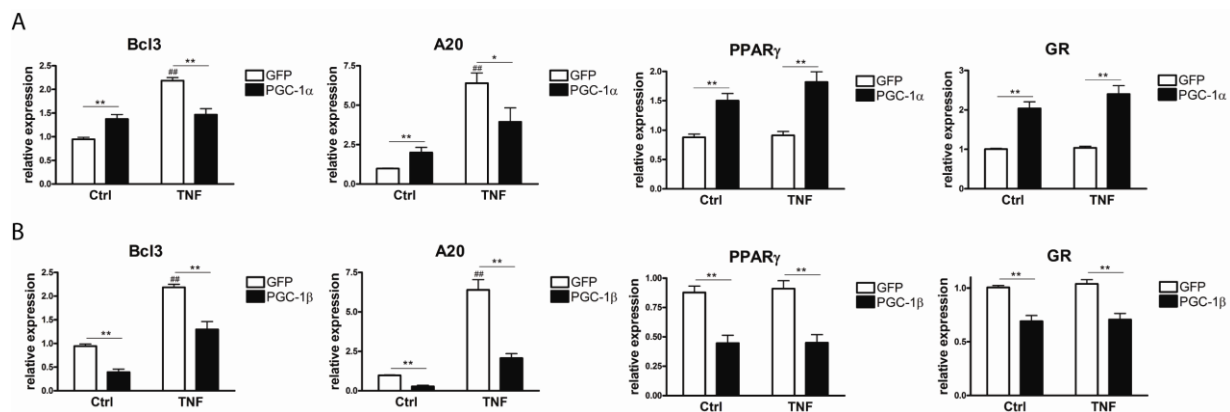 A
Bcl3
relative expression
2.5
2.0
1.5
1.0
0.5
0.0
**
##
**
Ctrl
TNF
GFP
PGC-1α
A20
relative expression
7.5
5.0
2.5
0.0
**
##
*
Ctrl
TNF
GFP
PGC-1α
PPARγ
relative expression
2.0
1.5
1.0
0.5
0.0
**
**
Ctrl
TNF
GFP
PGC-1α
GR
relative expression
3
2
1
0
**
**
Ctrl
TNF
GFP
PGC-1α
B
Bcl3
relative expression
2.5
2.0
1.5
1.0
0.5
0.0
**
##
**
Ctrl
TNF
GFP
PGC-1β
A20
relative expression
7.5
5.0
2.5
0.0
**
##
**
Ctrl
TNF
GFP
PGC-1β
PPARγ
relative expression
1.00
0.75
0.50
0.25
0.00
**
**
Ctrl
TNF
GFP
PGC-1β
GR
relative expression
1.0
0.5
0.0
**
**
Ctrl
TNF
GFP
PGC-1β